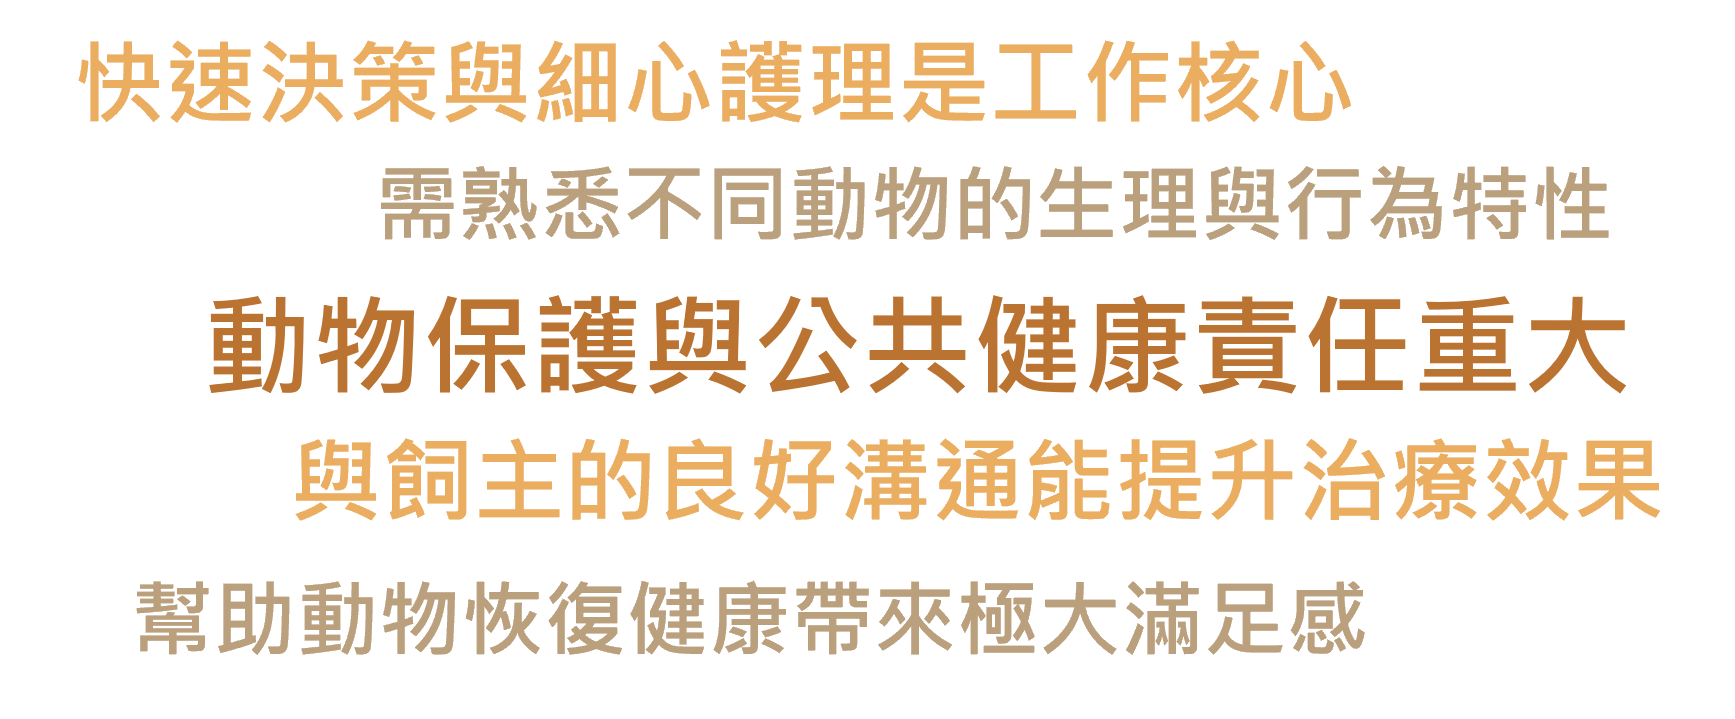 快速決策與細心護理是工作核心
需熟悉不同動物的生理與行為特性
動物保護與公共健康責任重大
與飼主的良好溝通能提升治療效果
幫助動物恢復健康帶來極大滿足感